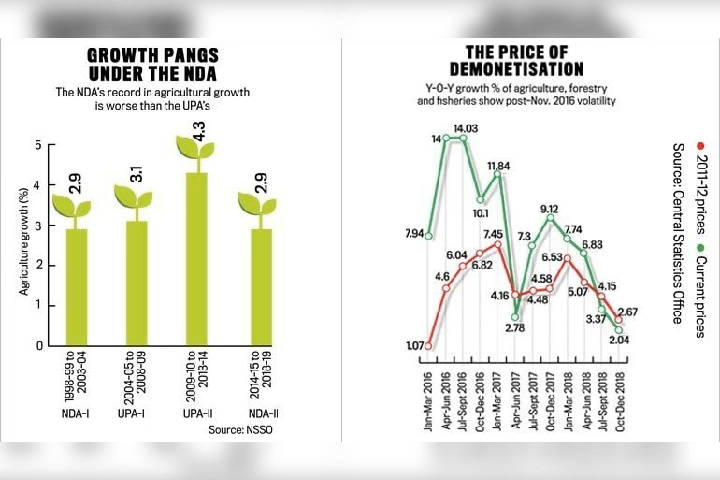 GROWTH PANGS
UNDER THE NDA
The NDA's record in agricultural growth
is worse than the UPA's
Agriculture growth (%)
5
4
3
2
1
0
2.9
3.1
4.3
2.9
1998-99 to
2003-04
2004-05 to
2008-09
2009-10 to
2013-14
2014-15 to
2018-19
NDA-I
UPA-I
UPA-II
NDA-II
Source: NSSO
THE PRICE OF
DEMONETISATION
Y-O-Y growth % of agriculture, forestry
and fisheries show post-Nov. 2016 volatility
7.94
14
14.03
10.1
11.84
2.78
7.3
9.12
7.74
6.83
3.37
2.04
1.07
4.6
6.04
6.82
7.45
4.16
4.48
4.58
6.53
5.07
4.15
2.67
Jan-Mar 2016
Apr-Jun 2016
Jul-Sept 2016
Oct-Dec 2016
Jan-Mar 2017
Apr-Jun 2017
Jul-Sept 2017
Oct-Dec 2017
Jan-Mar 2018
Apr-Jun 2018
Jul-Sept 2018
Oct-Dec 2018
2011-12 prices
Current prices
Source: Central Statistics Office